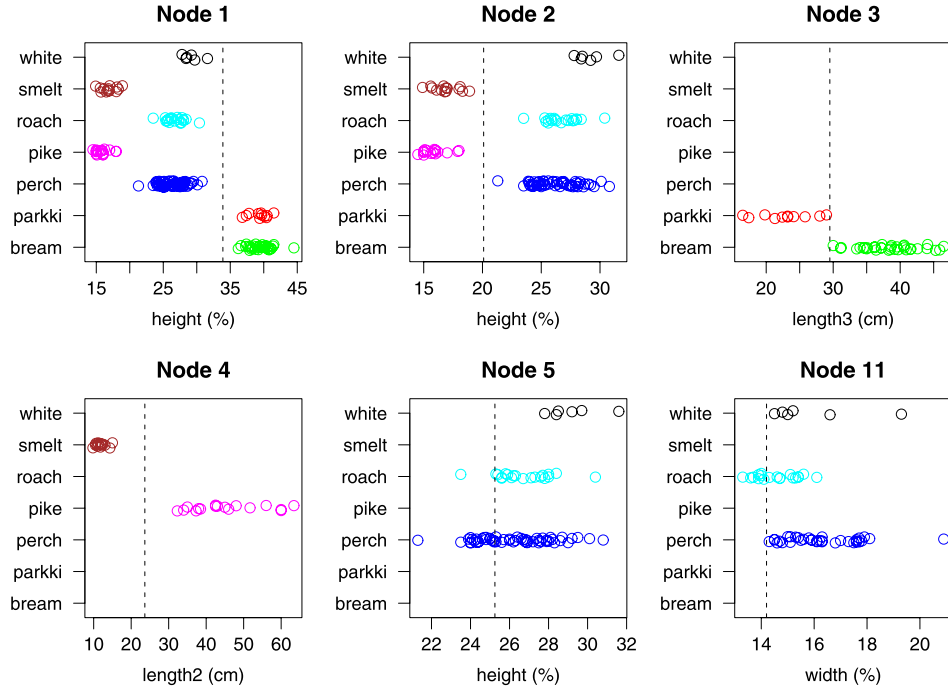 Node 1
white
smelt
roach
pike
perch
parkki
bream
15 25 35 45
height (%)
Node 2
white
smelt
roach
pike
perch
parkki
bream
15 20 25 30
height (%)
Node 3
white
smelt
roach
pike
perch
parkki
bream
20 30 40
length3 (cm)
Node 4
white
smelt
roach
pike
perch
parkki
bream
10 20 30 40 50 60
length2 (cm)
Node 5
white
smelt
roach
pike
perch
parkki
bream
22 24 26 28 30 32
height (%)
Node 11
white
smelt
roach
pike
perch
parkki
bream
14 16 18 20
width (%)